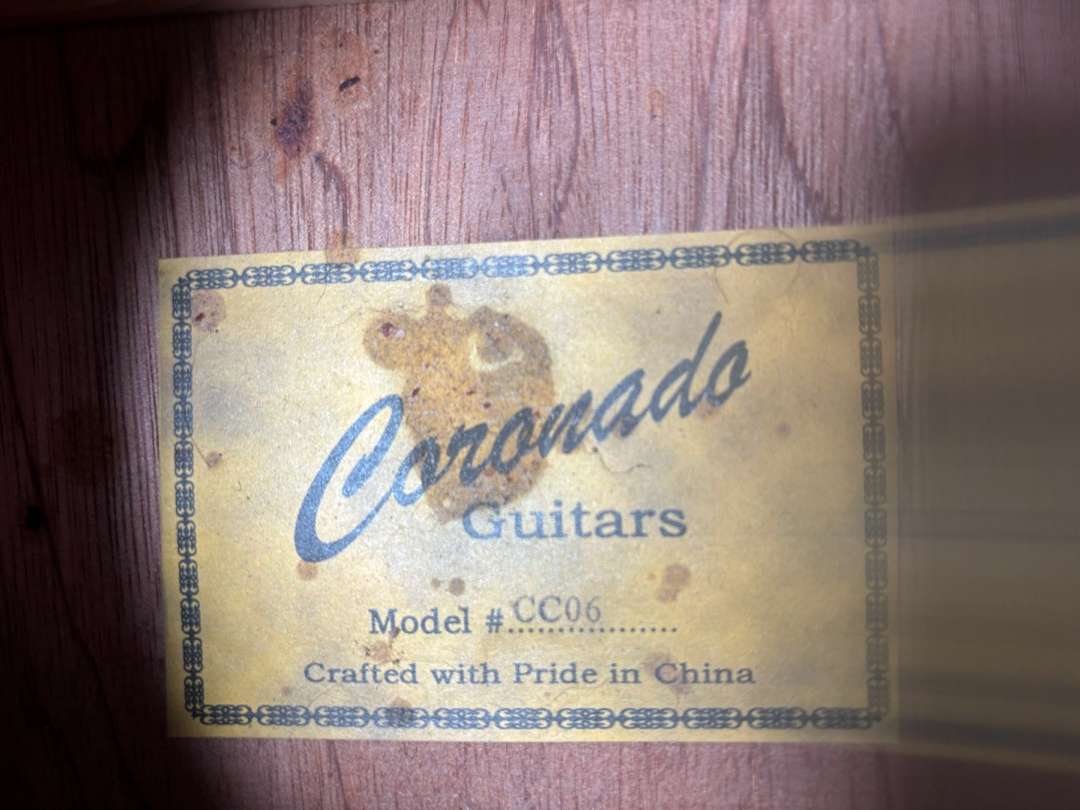 Coronado
Guitars
Model #CC06.................
Crafted with Pride in China